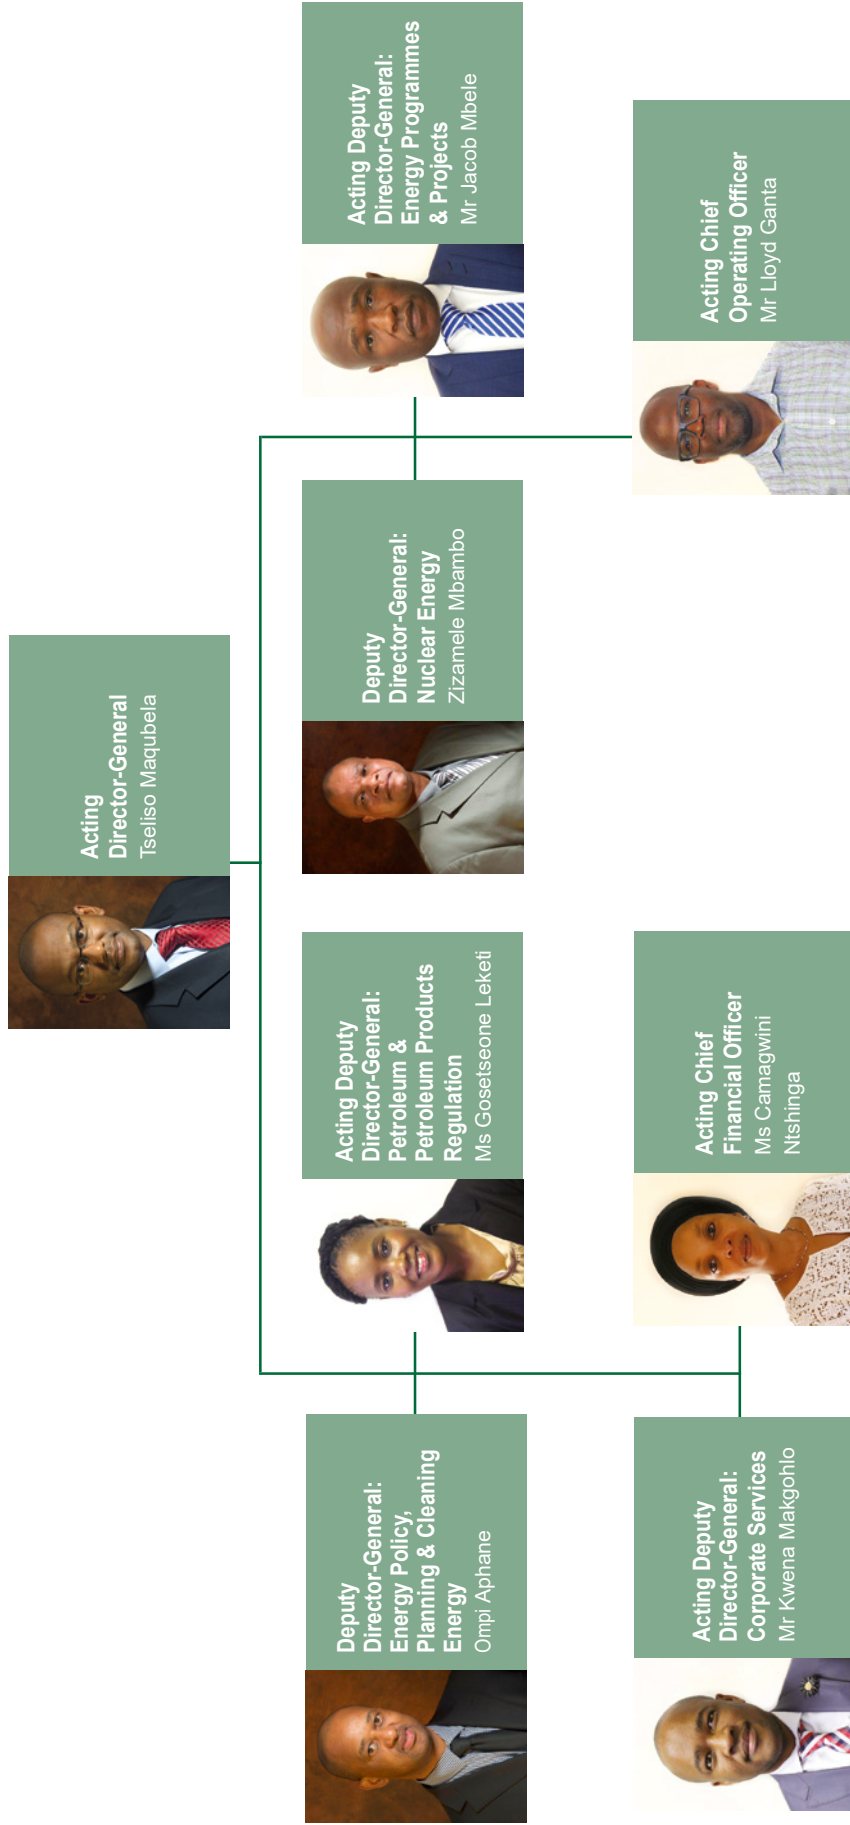 Acting
Director-General
Tseliso Maqubela
Deputy
Director-General:
Energy Policy,
Planning & Cleaning
Energy
Ompi Aphane
Acting Deputy
Director-General:
Petroleum &
Petroleum Products
Regulation
Ms Gosetseone Leketi
Deputy
Director-General:
Nuclear Energy
Zizamele Mbambo
Acting Deputy
Director-General:
Energy Programmes
& Projects
Mr Jacob Mbele
Acting Deputy
Director-General:
Corporate Services
Mr Kwena Makgohlo
Acting Chief
Financial Officer
Ms Camagwini
Ntshinga
Acting Chief
Operating Officer
Mr Lloyd Ganta